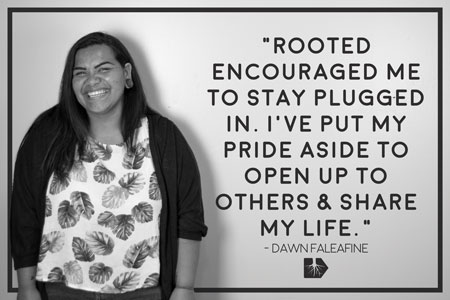 "ROOTED
ENCOURAGED ME
TO STAY PLUGGED
IN. I'VE PUT MY
PRIDE ASIDE TO
OPEN UP TO
OTHERS & SHARE
MY LIFE."
- DAWN FALEAFINE